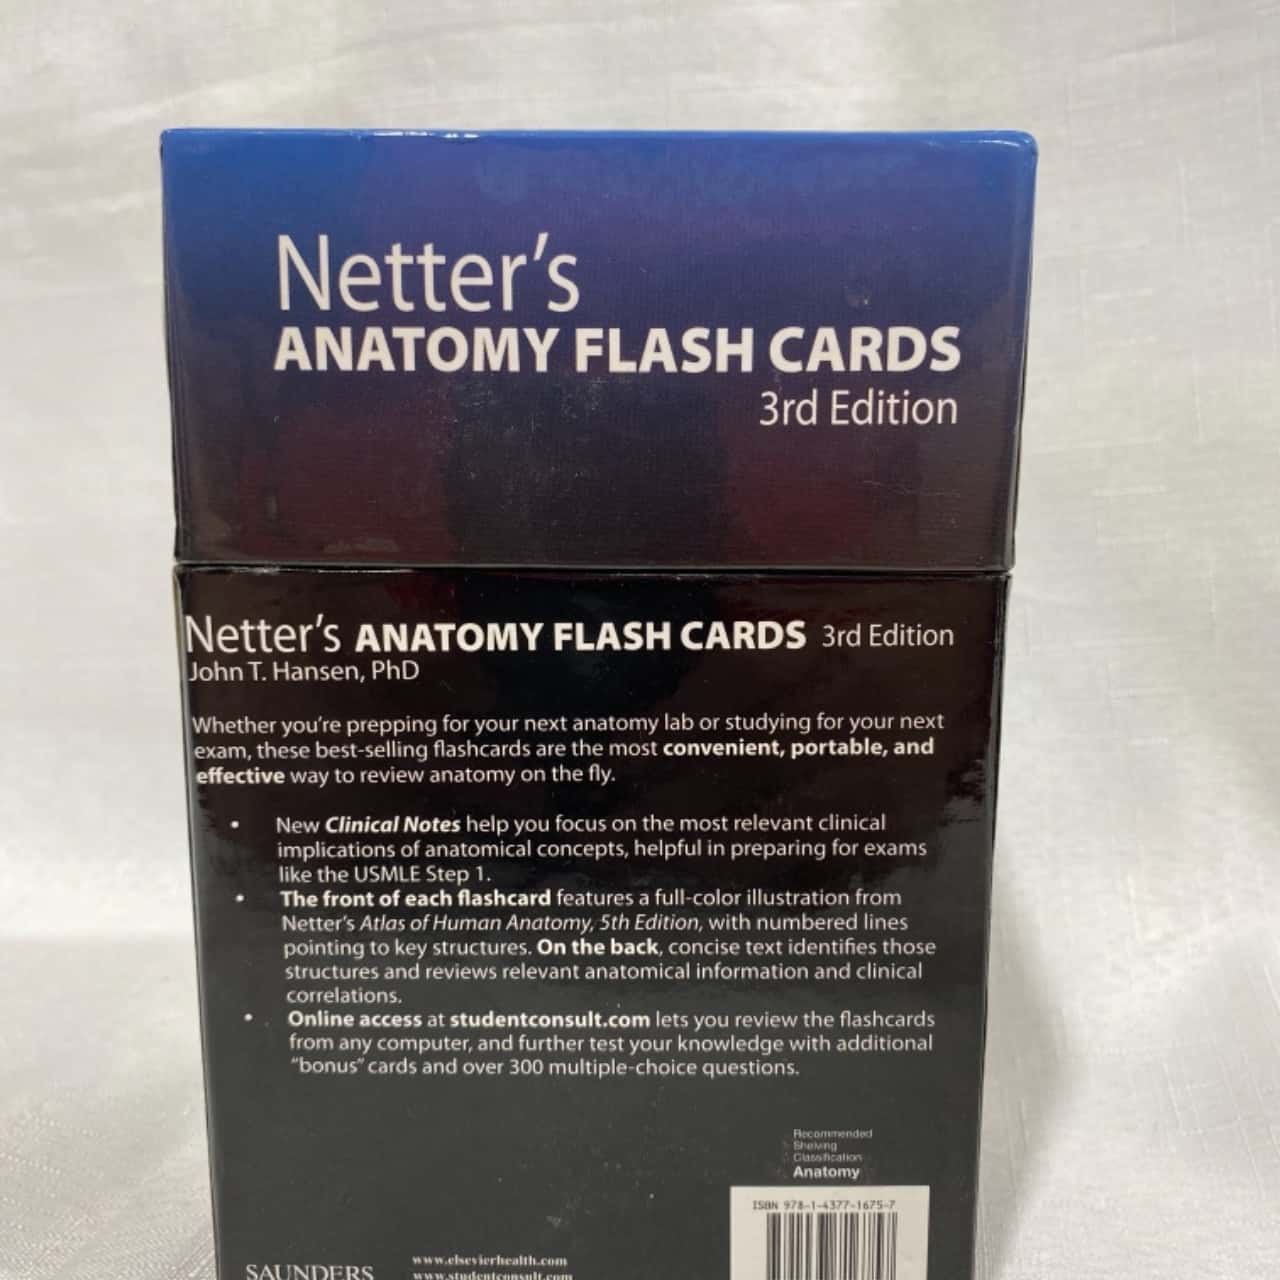 Netter's
ANATOMY FLASH CARDS
3rd Edition
Netter's ANATOMY FLASH CARDS 3rd Edition
John T. Hansen, PhD
Whether you're prepping for your next anatomy lab or studying for your next
exam, these best-selling flashcards are the most convenient, portable, and
effective way to review anatomy on the fly.
• New Clinical Notes help you focus on the most relevant clinical
implications of anatomical concepts, helpful in preparing for exams
like the USMLE Step 1.
• The front of each flashcard features a full-color illustration from
Netter's Atlas of Human Anatomy, 5th Edition, with numbered lines
pointing to key structures. On the back, concise text identifies those
structures and reviews relevant anatomical information and clinical
correlations.
• Online access at studentconsult.com lets you review the flashcards
from any computer, and further test your knowledge with additional
"bonus" cards and over 300 multiple-choice questions.
Recommended
Shelving
Classification
Anatomy
ISBN 978-1-4377-1675-7
SAUNDERS
www.elsevierhealth.com
www.studentconsult.com